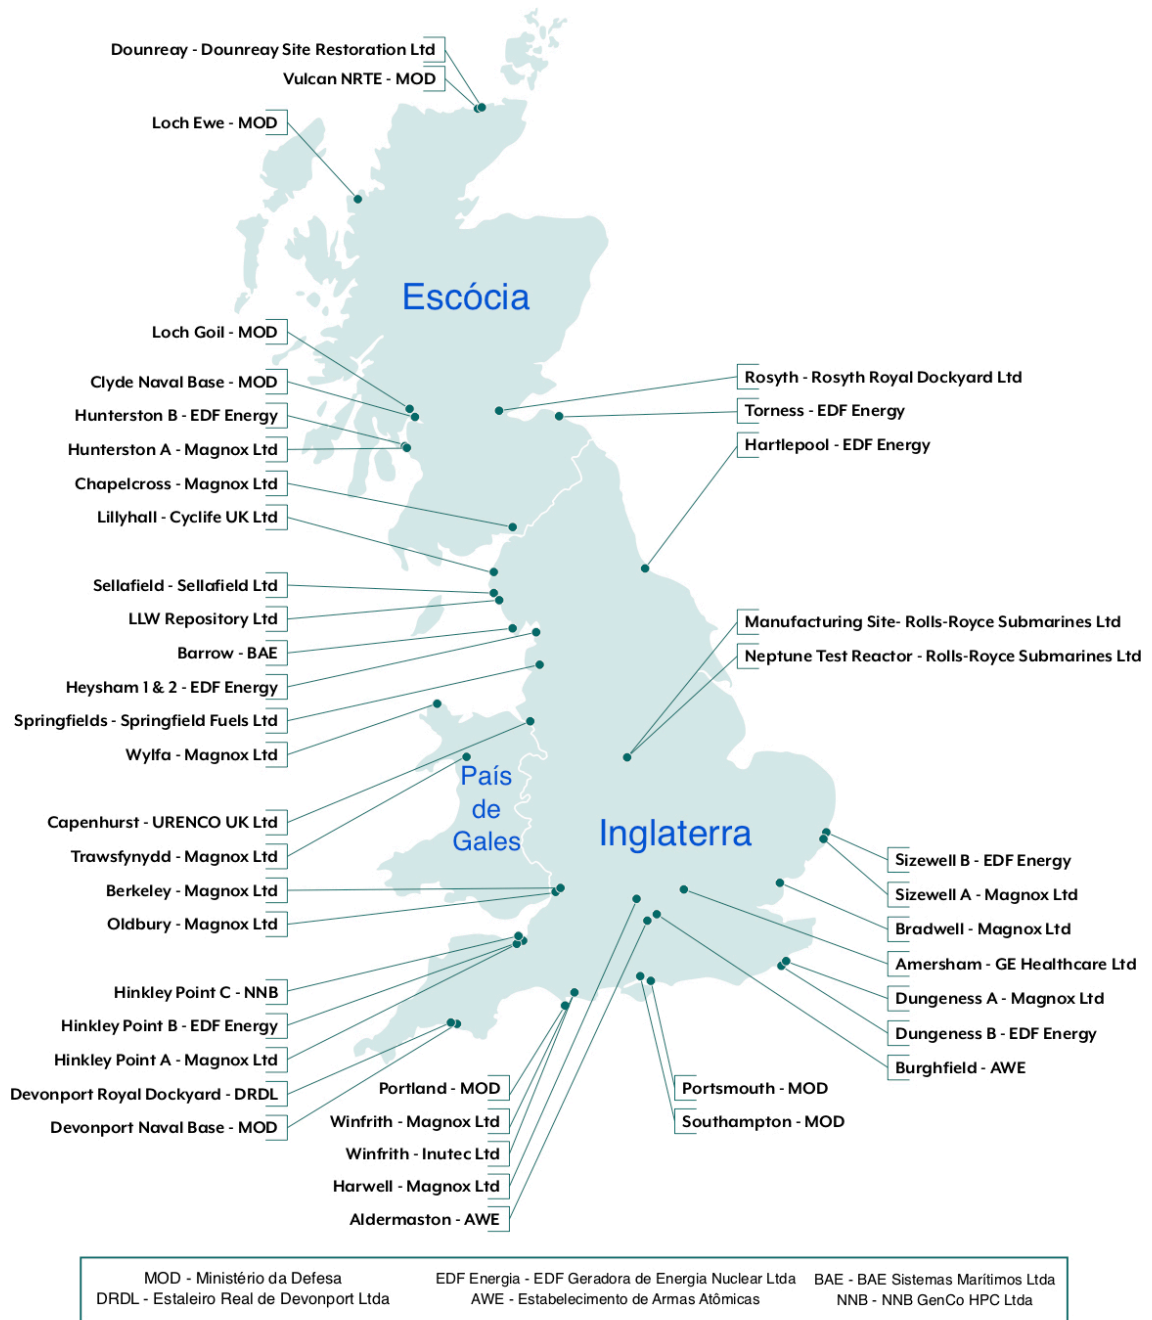 Dounreay - Dounreay Site Restoration Ltd
Vulcan NRTE - MOD
Loch Ewe - MOD
Escócia
Loch Goil - MOD
Clyde Naval Base - MOD
Hunterston B - EDF Energy
Hunterston A - Magnox Ltd
Chapelcross - Magnox Ltd
Lillyhall - Cyclife UK Ltd
Rosyth - Rosyth Royal Dockyard Ltd
Torness - EDF Energy
Hartlepool - EDF Energy
Sellafield - Sellafield Ltd
LLW Repository Ltd
Barrow - BAE
Heysham 1 & 2 - EDF Energy
Springfields - Springfield Fuels Ltd
Wylfa - Magnox Ltd
Manufacturing Site- Rolls-Royce Submarines Ltd
Neptune Test Reactor - Rolls-Royce Submarines Ltd
País
de
Gales
Inglaterra
Capenhurst - URENCO UK Ltd
Trawsfynydd - Magnox Ltd
Berkeley - Magnox Ltd
Oldbury - Magnox Ltd
Sizewell B - EDF Energy
Sizewell A - Magnox Ltd
Bradwell - Magnox Ltd
Amersham - GE Healthcare Ltd
Dungeness A - Magnox Ltd
Dungeness B - EDF Energy
Burghfield - AWE
Hinkley Point C - NNB
Hinkley Point B - EDF Energy
Hinkley Point A - Magnox Ltd
Devonport Royal Dockyard - DRDL
Devonport Naval Base - MOD
Portland - MOD
Winfrith - Magnox Ltd
Winfrith - Inutec Ltd
Harwell - Magnox Ltd
Aldermaston - AWE
Portsmouth - MOD
Southampton - MOD
MOD - Ministério da Defesa
DRDL - Estaleiro Real de Devonport Ltda
EDF Energia - EDF Geradora de Energia Nuclear Ltda
AWE - Estabelecimento de Armas Atômicas
BAE - BAE Sistemas Marítimos Ltda
NNB - NNB GenCo HPC Ltda